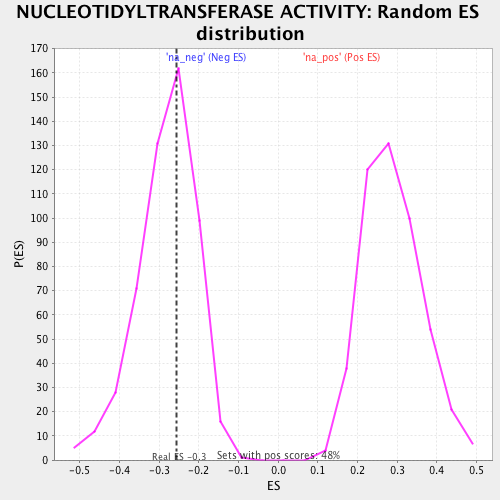 NUCLEOTIDYLTRANSFERASE ACTIVITY: Random ES
distribution
'na_neg' (Neg ES)
'na_pos' (Pos ES)
170
160
150
140
130
120
110
100
90
80
70
60
50
40
30
20
10
0
P(ES)
Real ES -0.3
Sets with pos scores: 48%
-0.5 -0.4 -0.3 -0.2 -0.1 0.0 0.1 0.2 0.3 0.4 0.5
ES